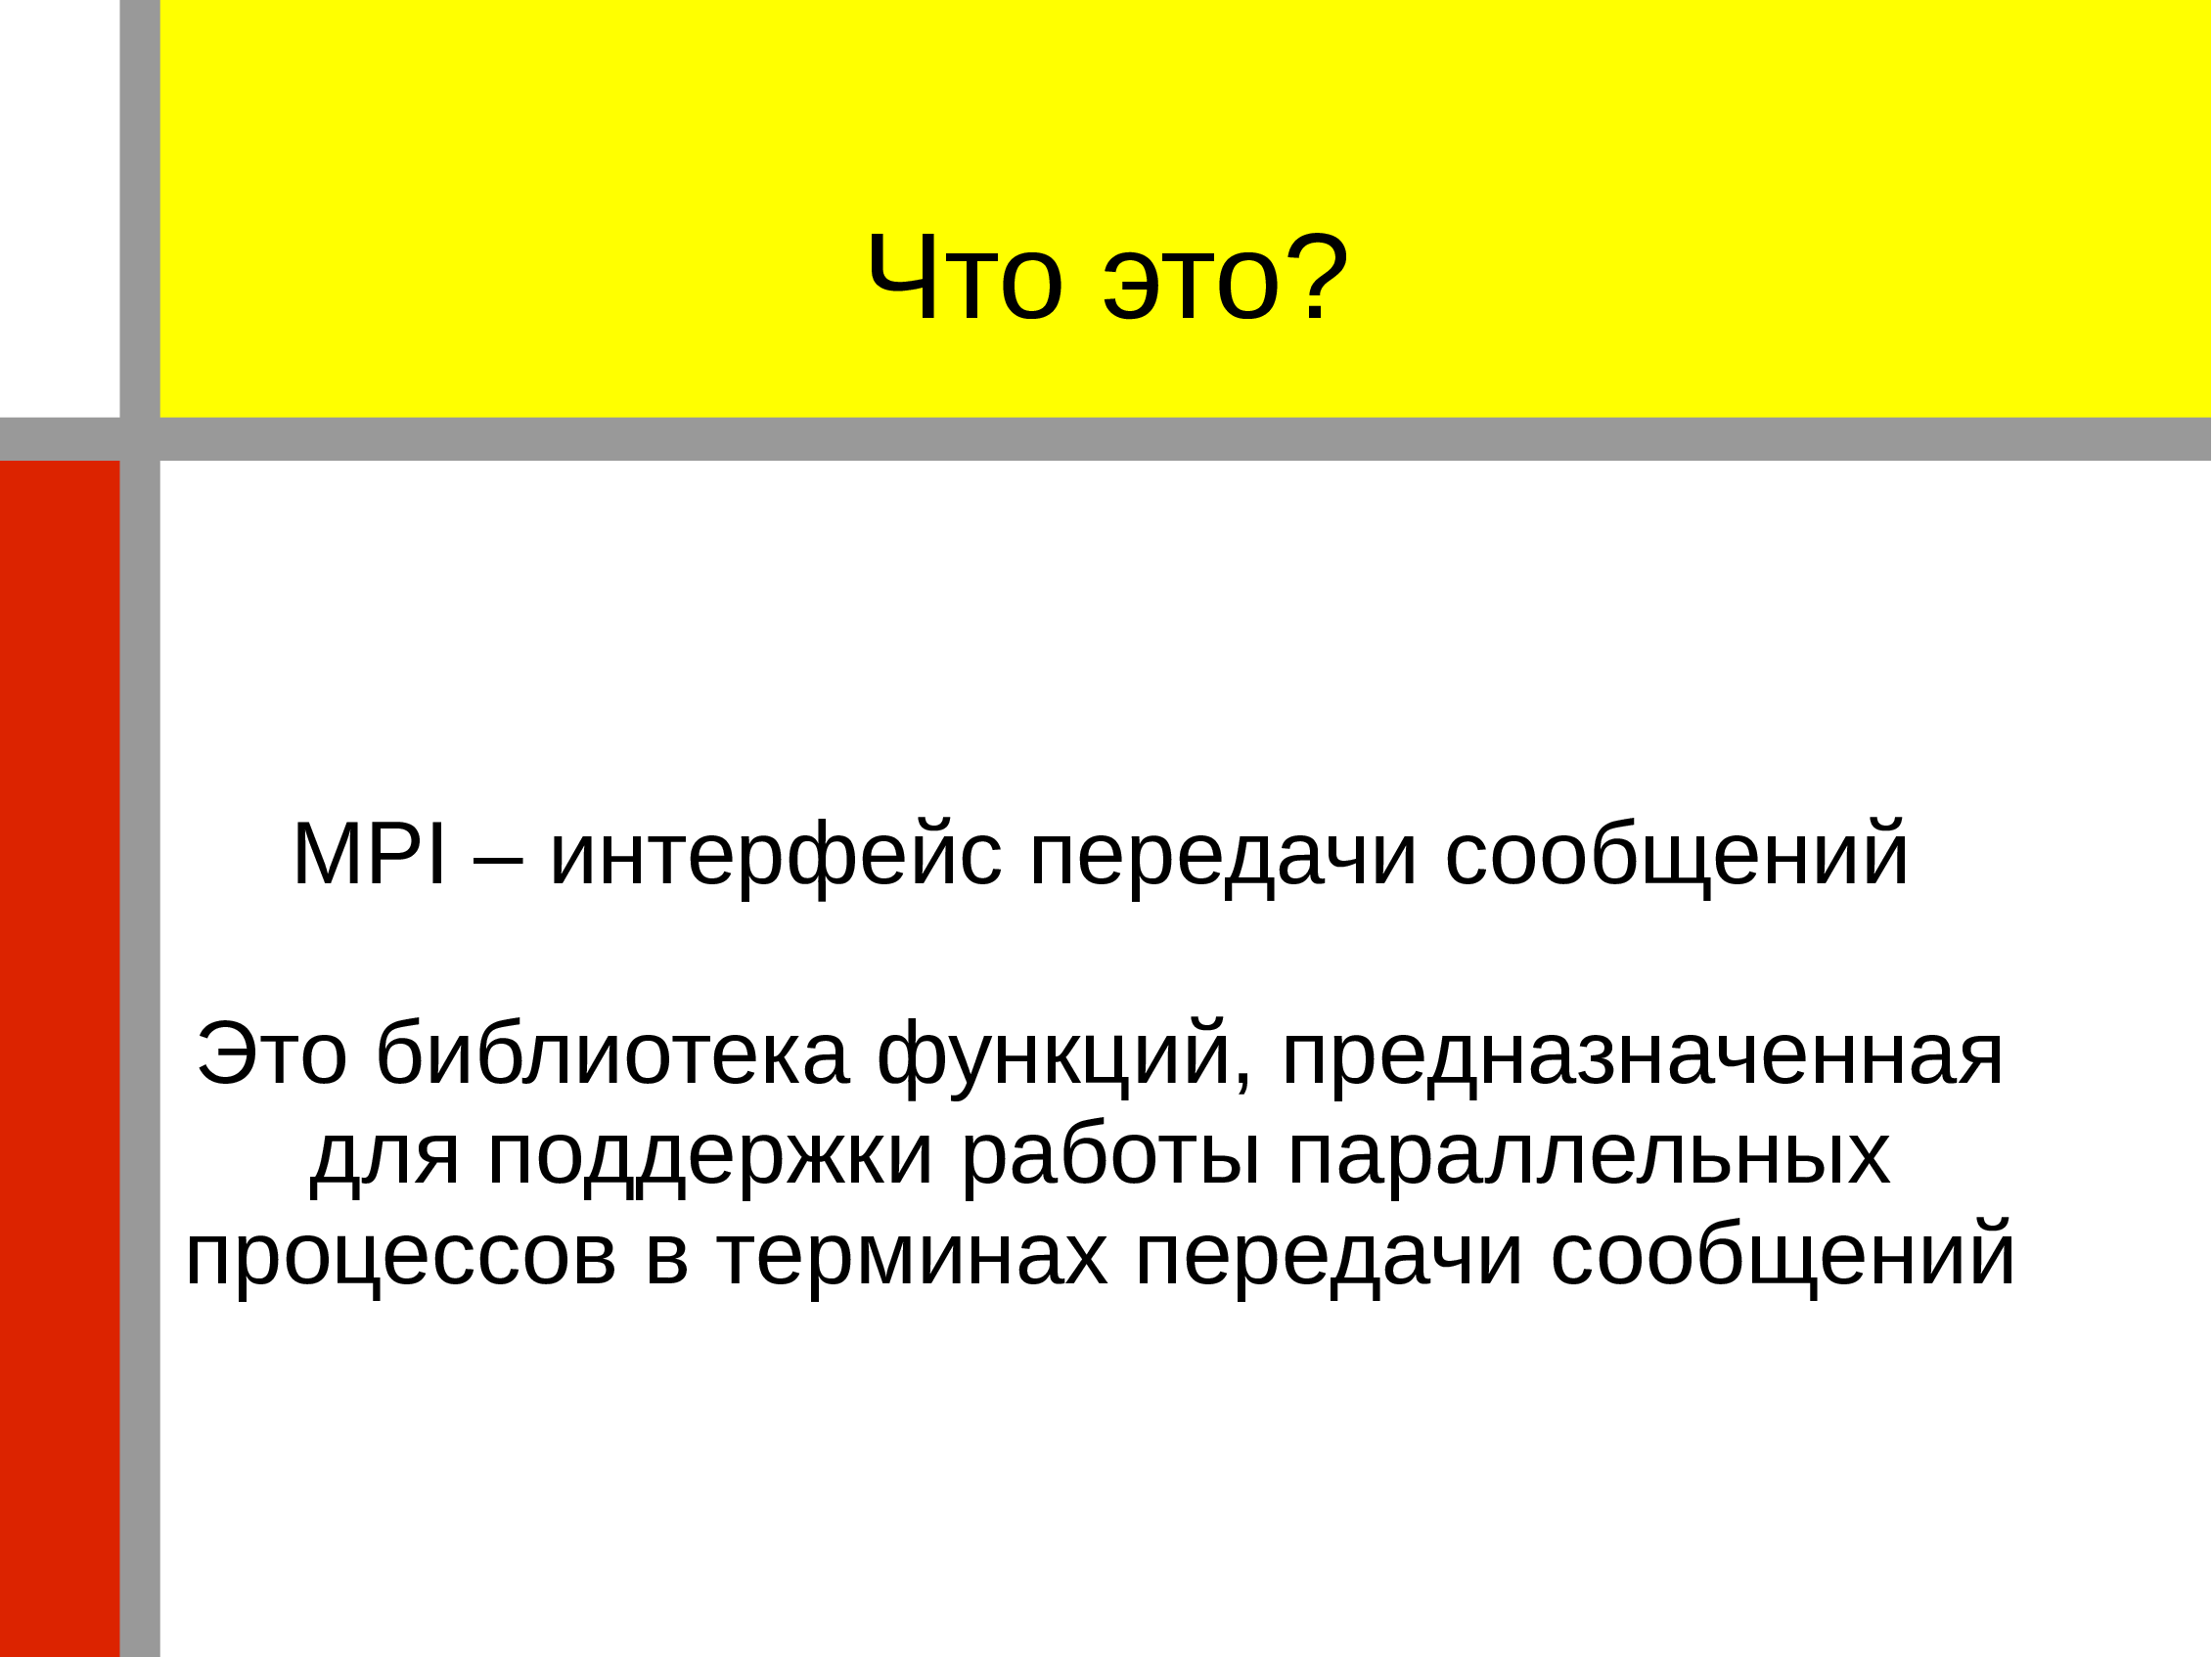 Что это?
MPI – интерфейс передачи сообщений
Это библиотека функций, предназначенная
для поддержки работы параллельных
процессов в терминах передачи сообщений